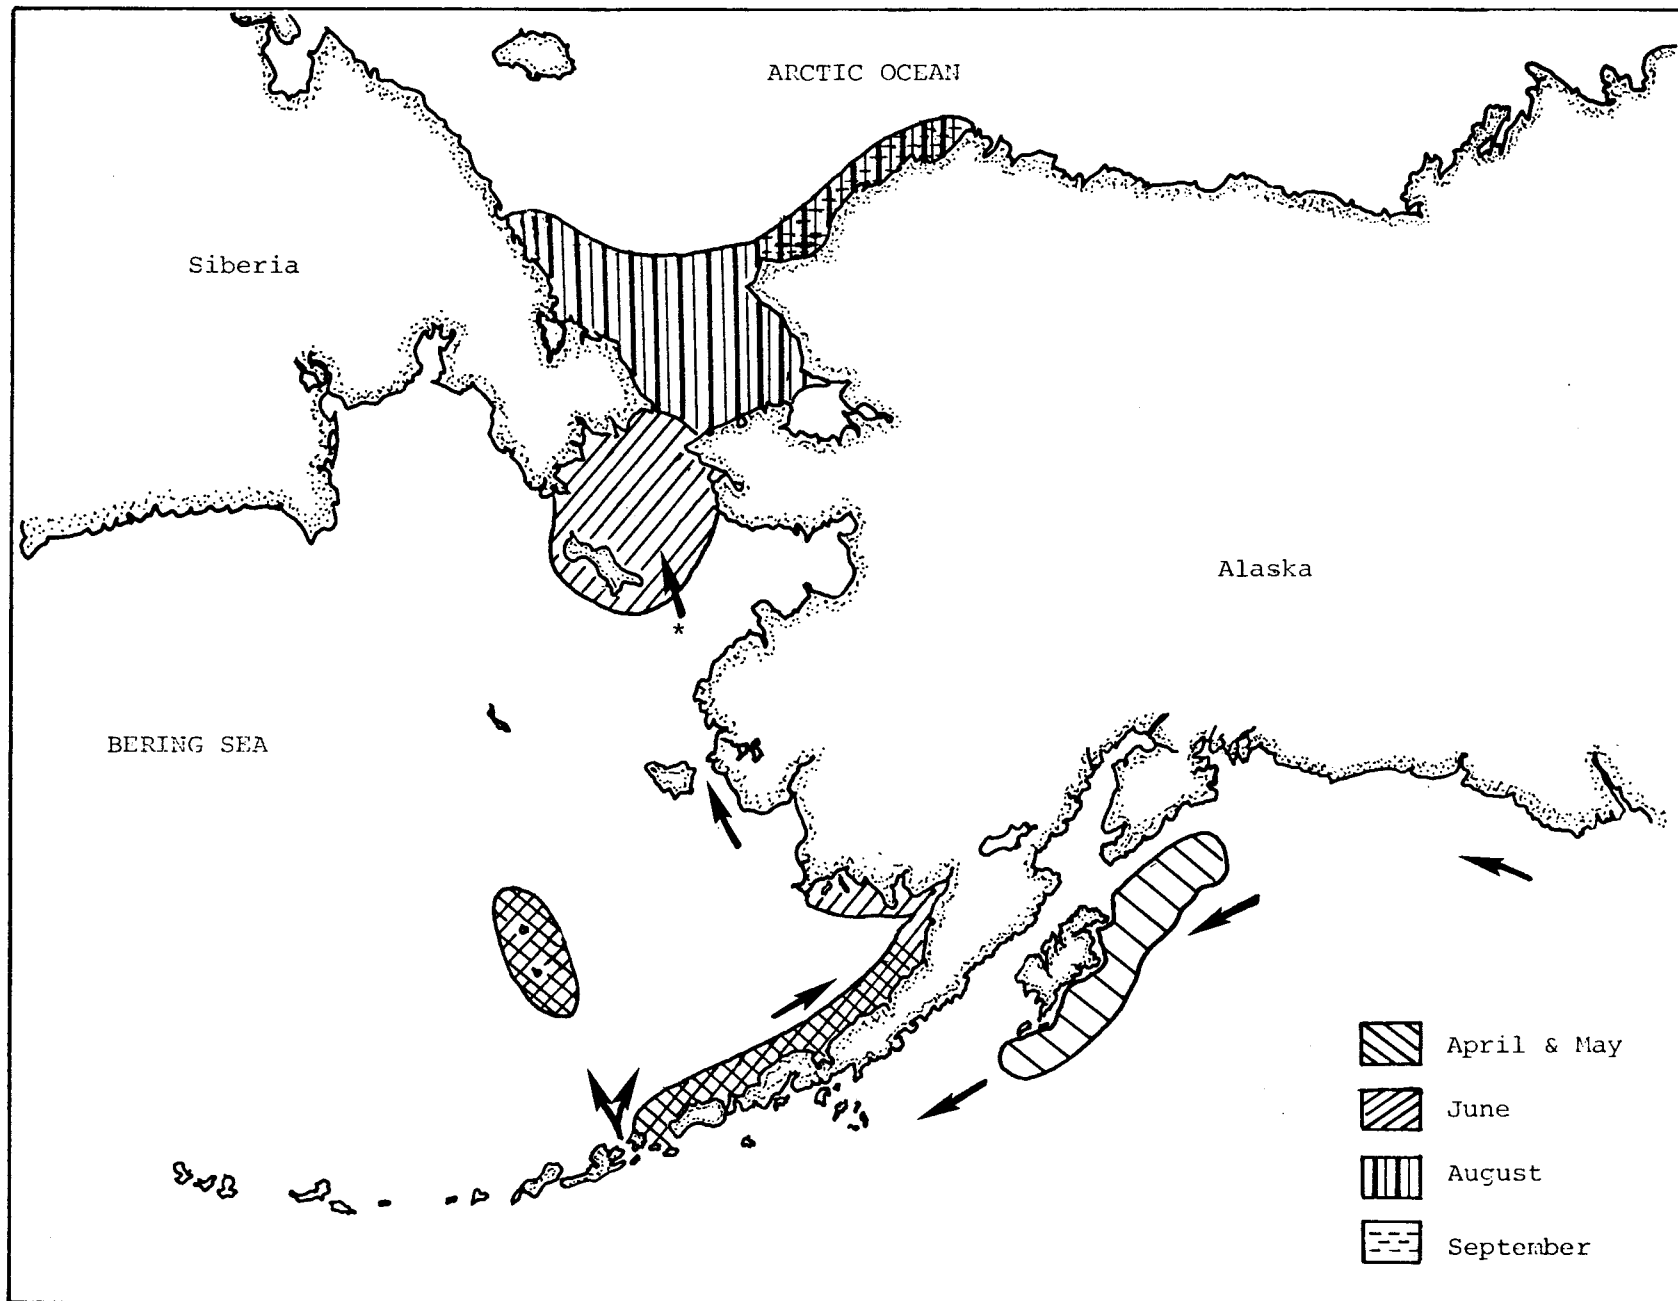 ARCTIC OCEAN
Siberia
Alaska
*
BERING SEA
April & May
June
August
September